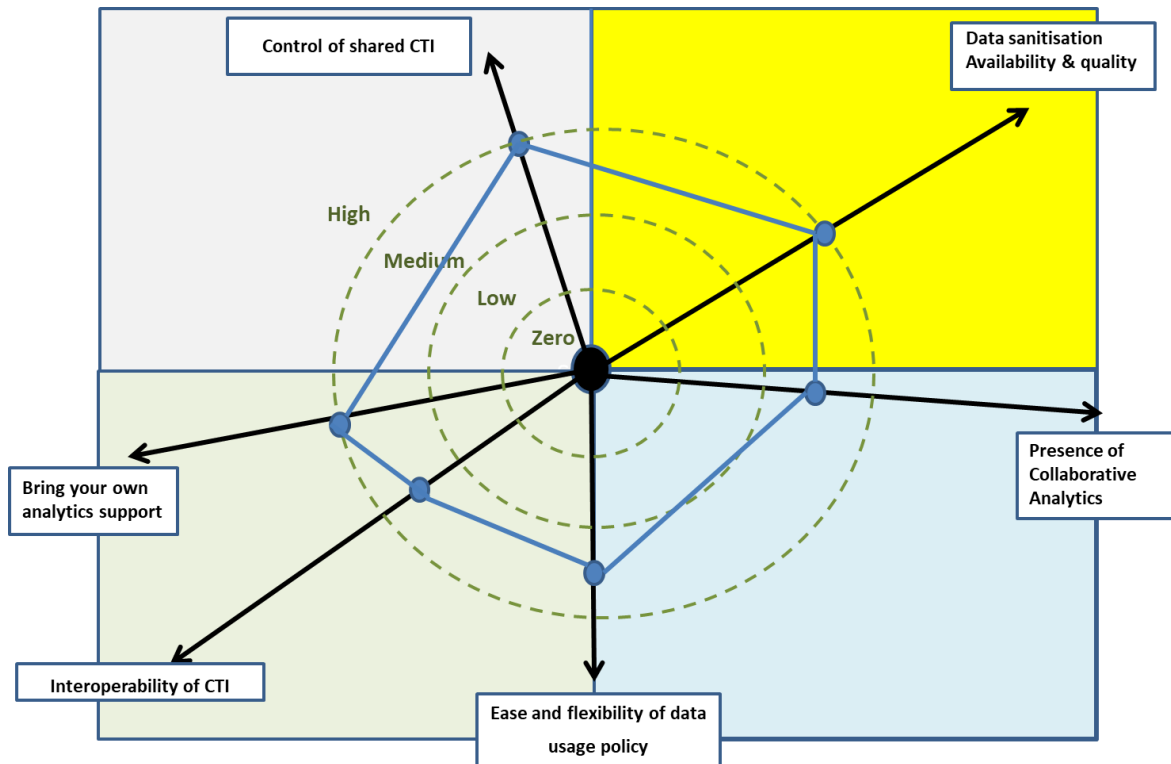 Control of shared CTI
Data sanitisation
Availability & quality
High
Medium
Low
Zero
Bring your own
analytics support
Presence of
Collaborative
Analytics
Interoperability of CTI
Ease and flexibility of data
usage policy